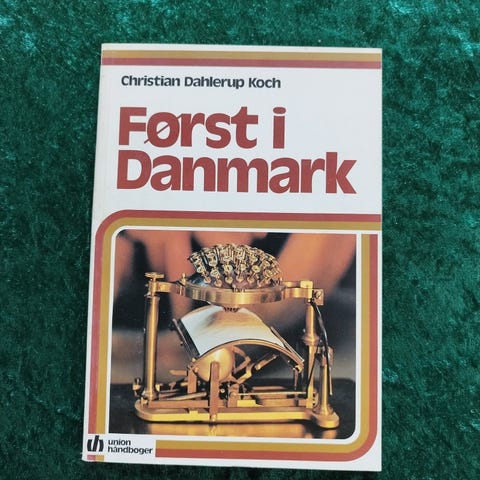 Christian Dahlerup Koch
Først i
Danmark
union
håndbøger